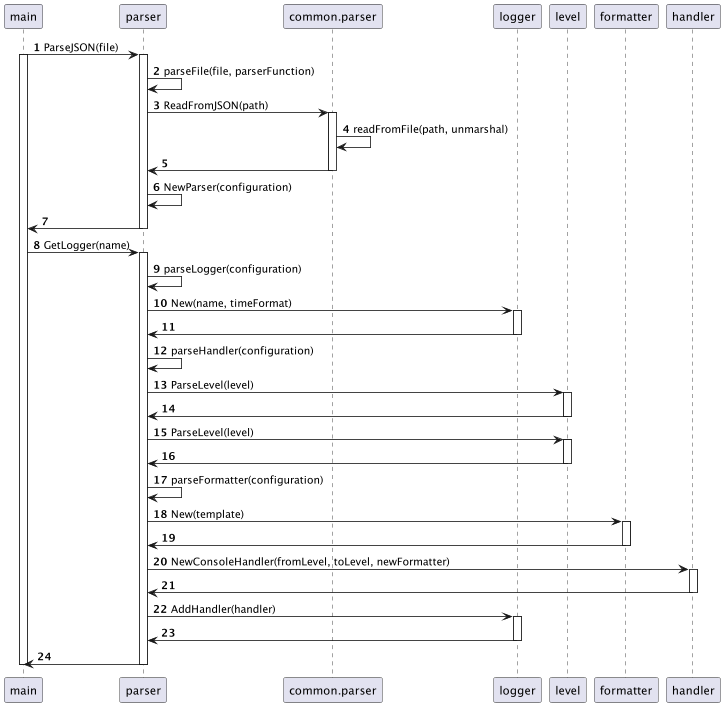 main parser common.parser logger level formatter handler
1 ParseJSON(file)
2 parseFile(file, parserFunction)
3 ReadFromJSON(path)
4 readFromFile(path, unmarshal)
5
6 NewParser(configuration)
7
8 GetLogger(name)
9 parseLogger(configuration)
10 New(name, timeFormat)
11
12 parseHandler(configuration)
13 ParseLevel(level)
14
15 ParseLevel(level)
16
17 parseFormatter(configuration)
18 New(template)
19
20 NewConsoleHandler(fromLevel, toLevel, newFormatter)
21
22 AddHandler(handler)
23
24
main parser common.parser logger level formatter handler